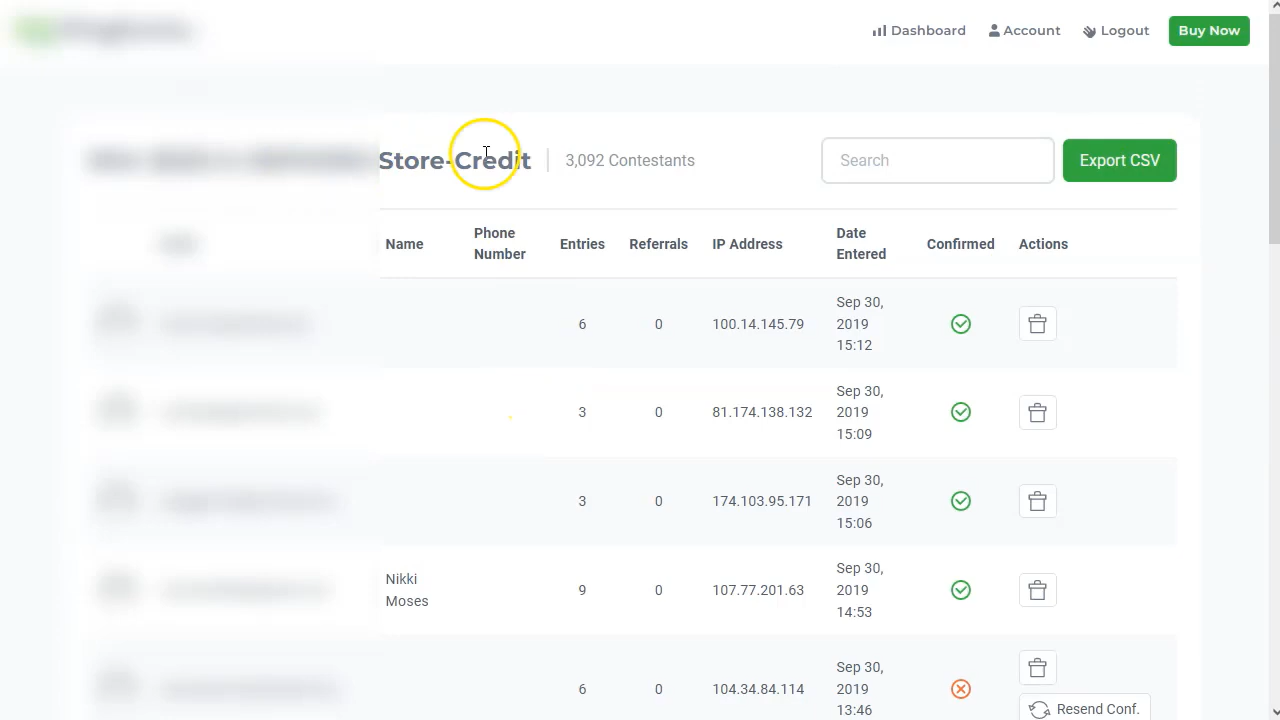 Dashboard Account Logout Buy Now
Store-Credit 3,092 Contestants Search Export CSV
Name Phone Number Entries Referrals IP Address Date Entered Confirmed Actions
6 0 100.14.145.79 Sep 30, 2019 15:12
3 0 81.174.138.132 Sep 30, 2019 15:09
3 0 174.103.95.171 Sep 30, 2019 15:06
Nikki Moses 9 0 107.77.201.63 Sep 30, 2019 14:53
6 0 104.34.84.114 Sep 30, 2019 13:46
Resend Conf.